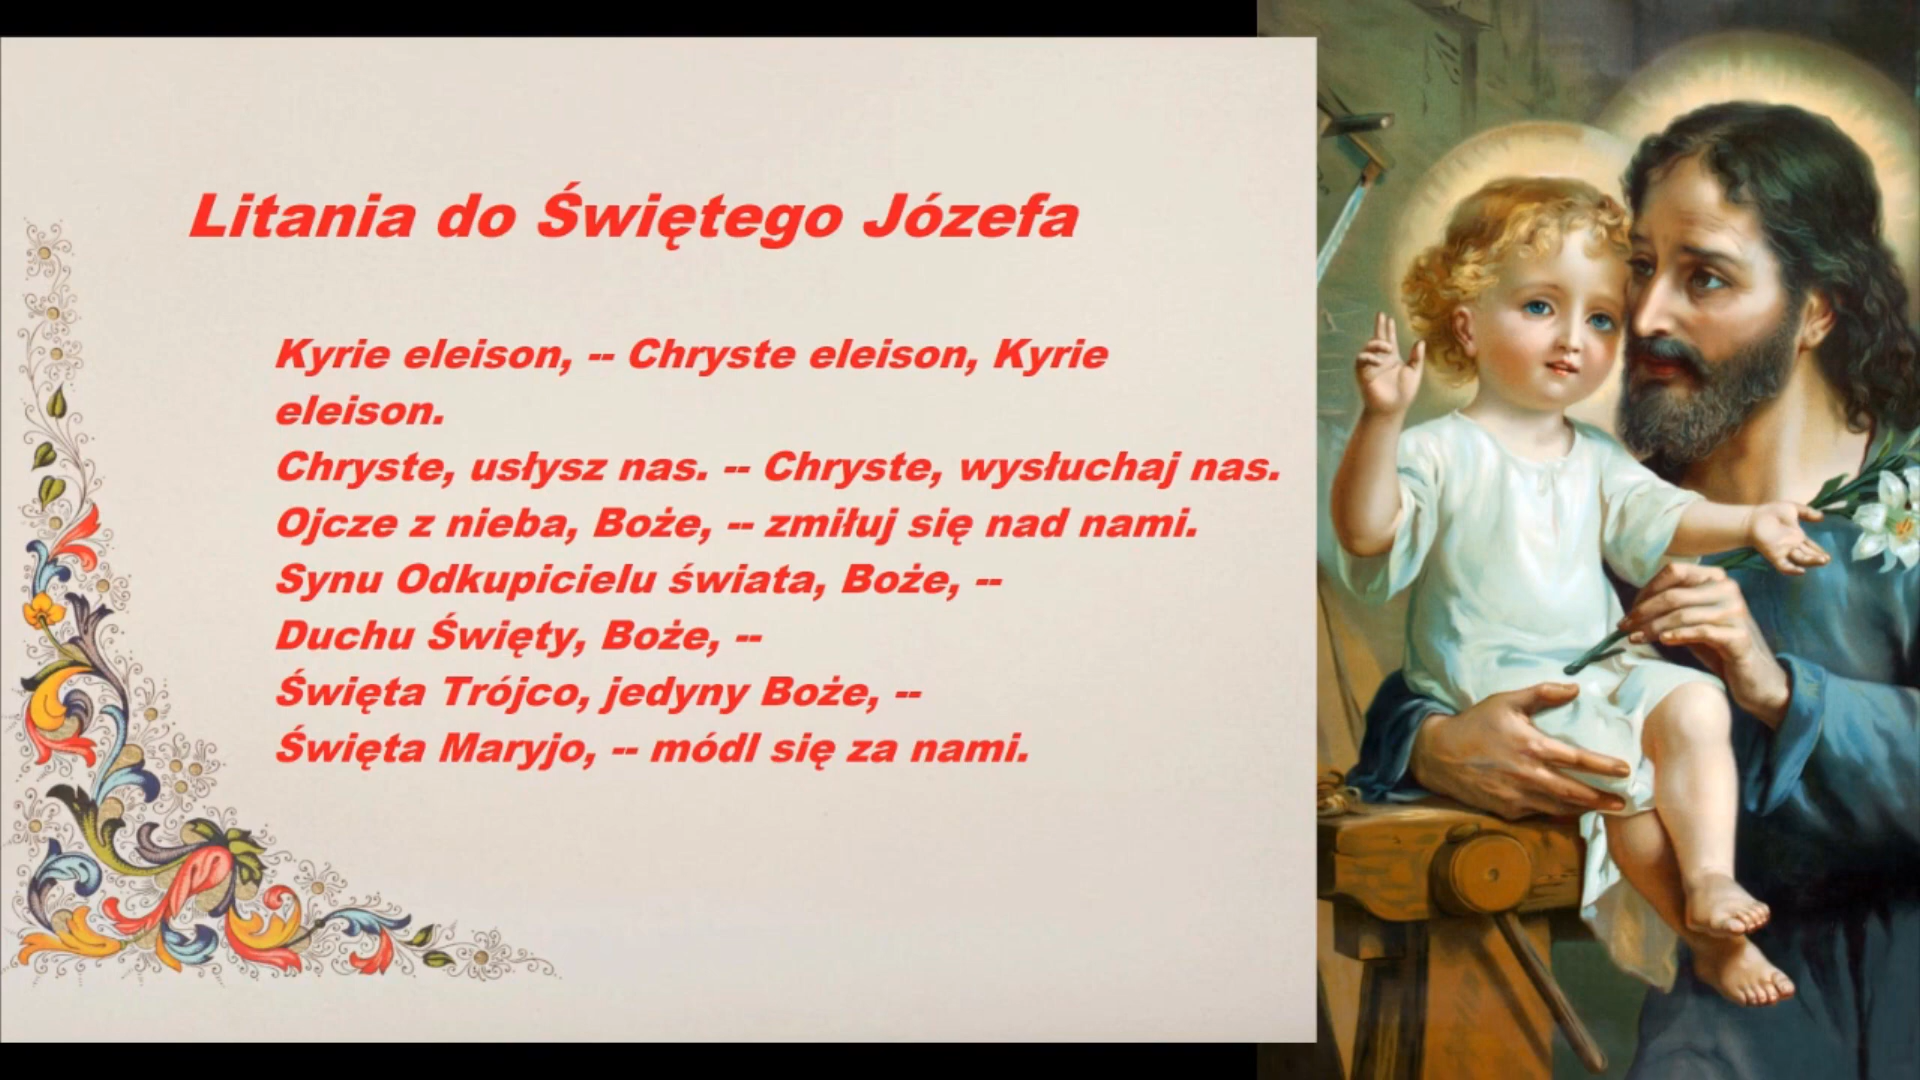 Litania do Świętego Józefa
Kyrie eleison, -- Chryste eleison, Kyrie
eleison.
Chryste, usłysz nas. -- Chryste, wysłuchaj nas.
Ojcze z nieba, Boże, -- zmiłuj się nad nami.
Synu Odkupicielu świata, Boże, --
Duchu Święty, Boże, --
Święta Trójco, jedyny Boże, --
Święta Maryjo, -- módl się za nami.